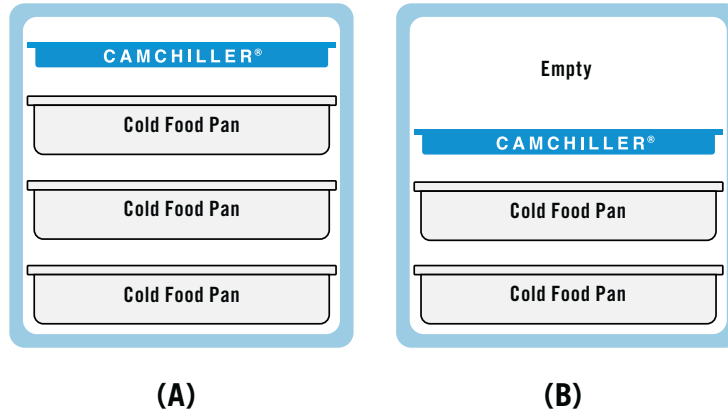 CAMCHILLER®
Cold Food Pan
Cold Food Pan
Cold Food Pan
(A)
Empty
CAMCHILLER®
Cold Food Pan
Cold Food Pan
(B)